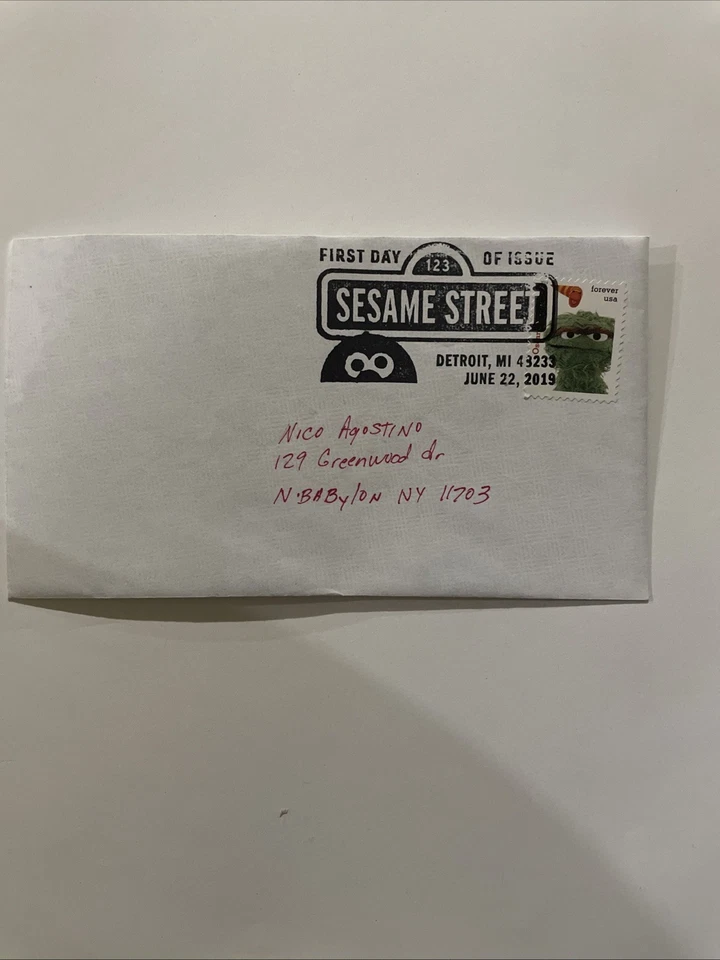 FIRST DAY OF ISSUE
123
SESAME STREET
forever
usa
DETROIT, MI 48233
JUNE 22, 2019
Nico Agostino
129 Greenwood dr
N. BABylon NY 11703